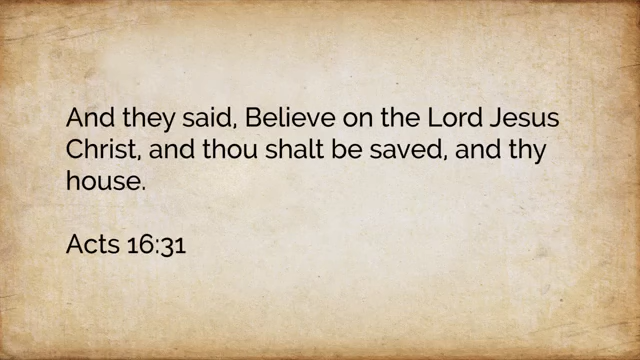 And they said, Believe on the Lord Jesus
Christ, and thou shalt be saved, and thy
house.
Acts 16:31